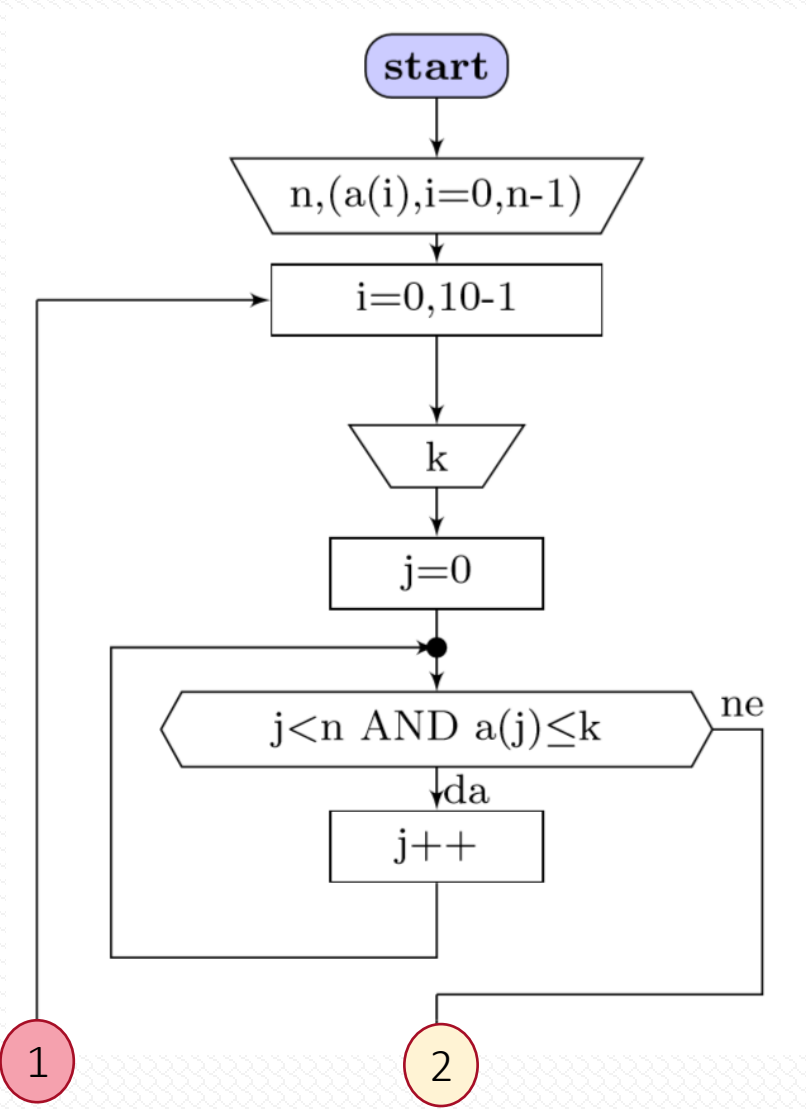 start
n,(a(i),i=0,n-1)
i=0,10-1
k
j=0
j<n AND a(j)≤k
ne
da
j++
1
2